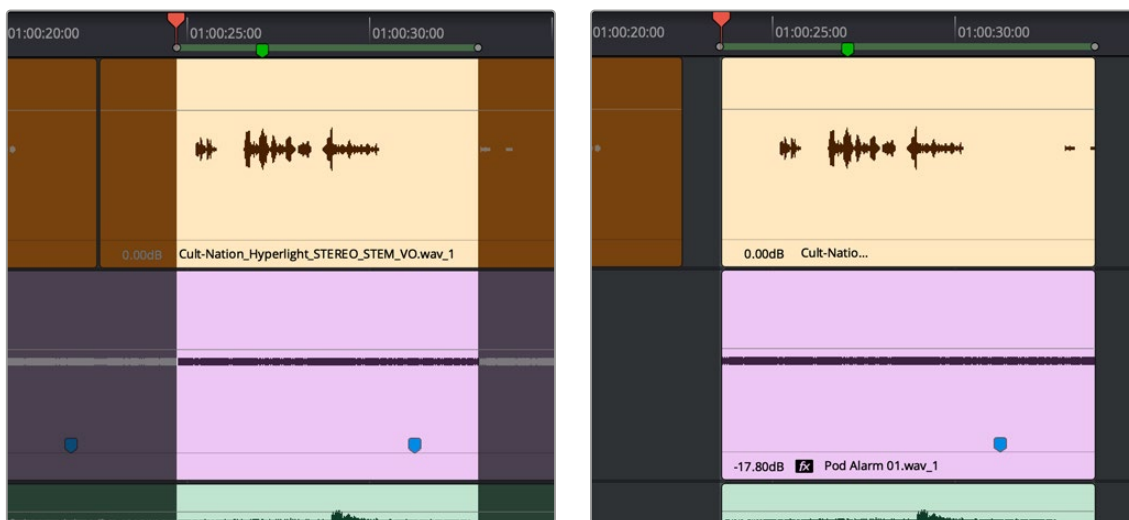 01:00:20:00 01:00:25:00 01:00:30:00
0.00dB Cult-Nation_Hyperlight_STEREO_STEM_VO.wav_1
01:00:20:00 01:00:25:00 01:00:30:00
0.00dB Cult-Natio...
-17.80dB fx Pod Alarm 01.wav_1